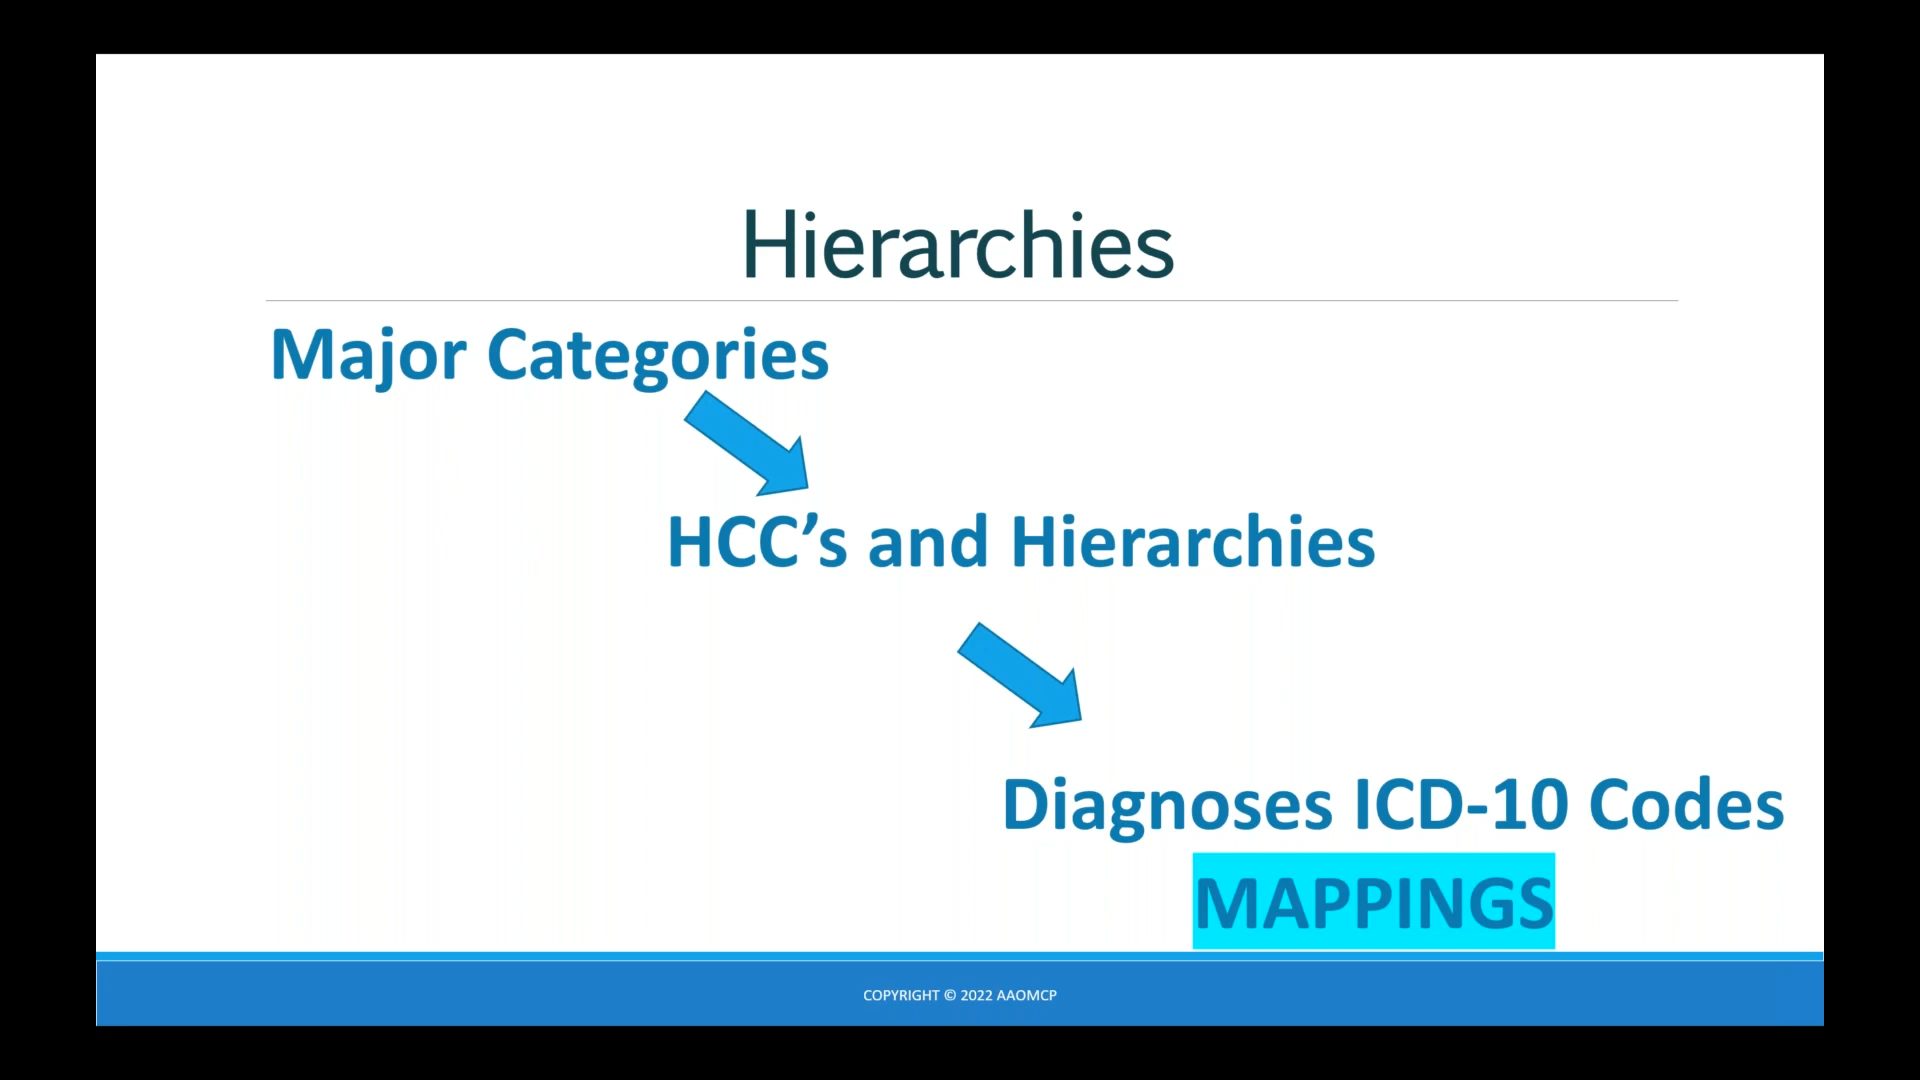 Hierarchies
Major Categories
HCC’s and Hierarchies
Diagnoses ICD-10 Codes
MAPPINGS
COPYRIGHT © 2022 AAOMCP